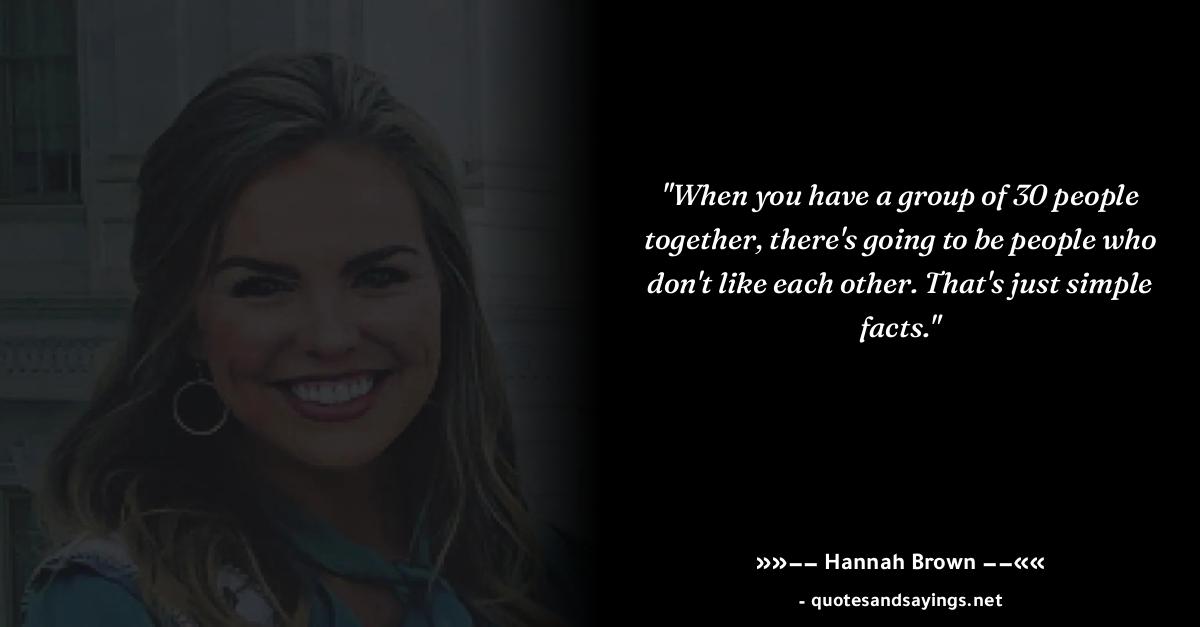 "When you have a group of 30 people
together, there's going to be people who
don't like each other. That's just simple
facts."
»»–– Hannah Brown ––««
- quotesandsayings.net